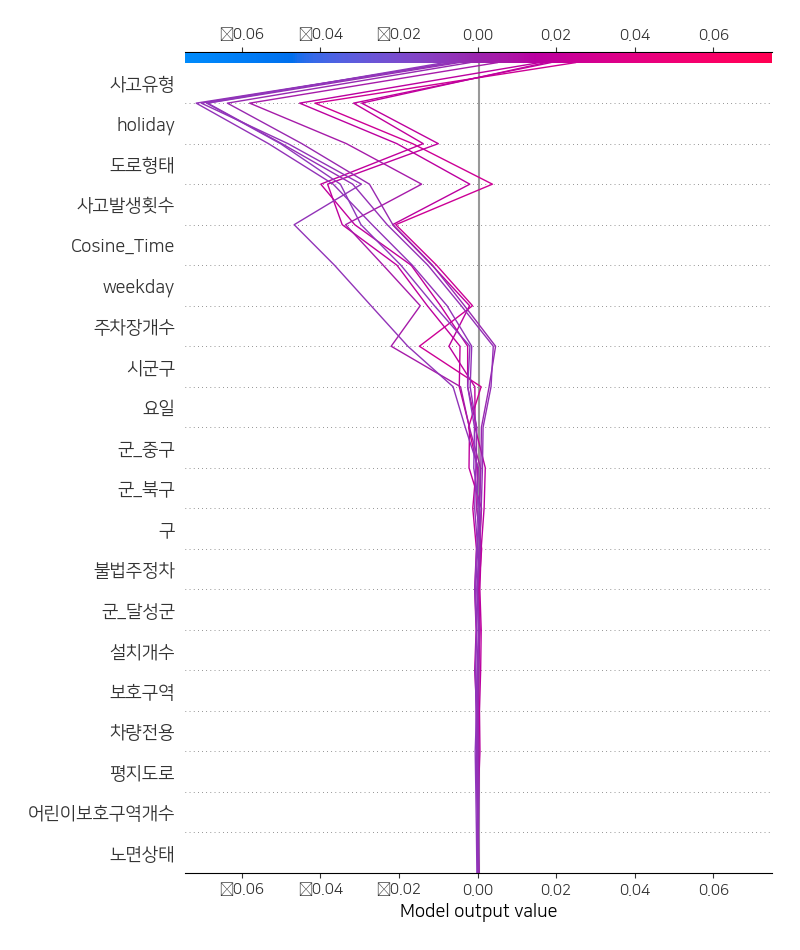 0.06 0.04 0.02 0.00 0.02 0.04 0.06
사고유형
holiday
도로형태
사고발생횟수
Cosine_Time
weekday
주차장개수
시군구
요일
군_중구
군_북구
구
불법주정차
군_달성군
설치개수
보호구역
차량전용
평지도로
어린이보호구역개수
노면상태
0.06 0.04 0.02 0.00 0.02 0.04 0.06
Model output value